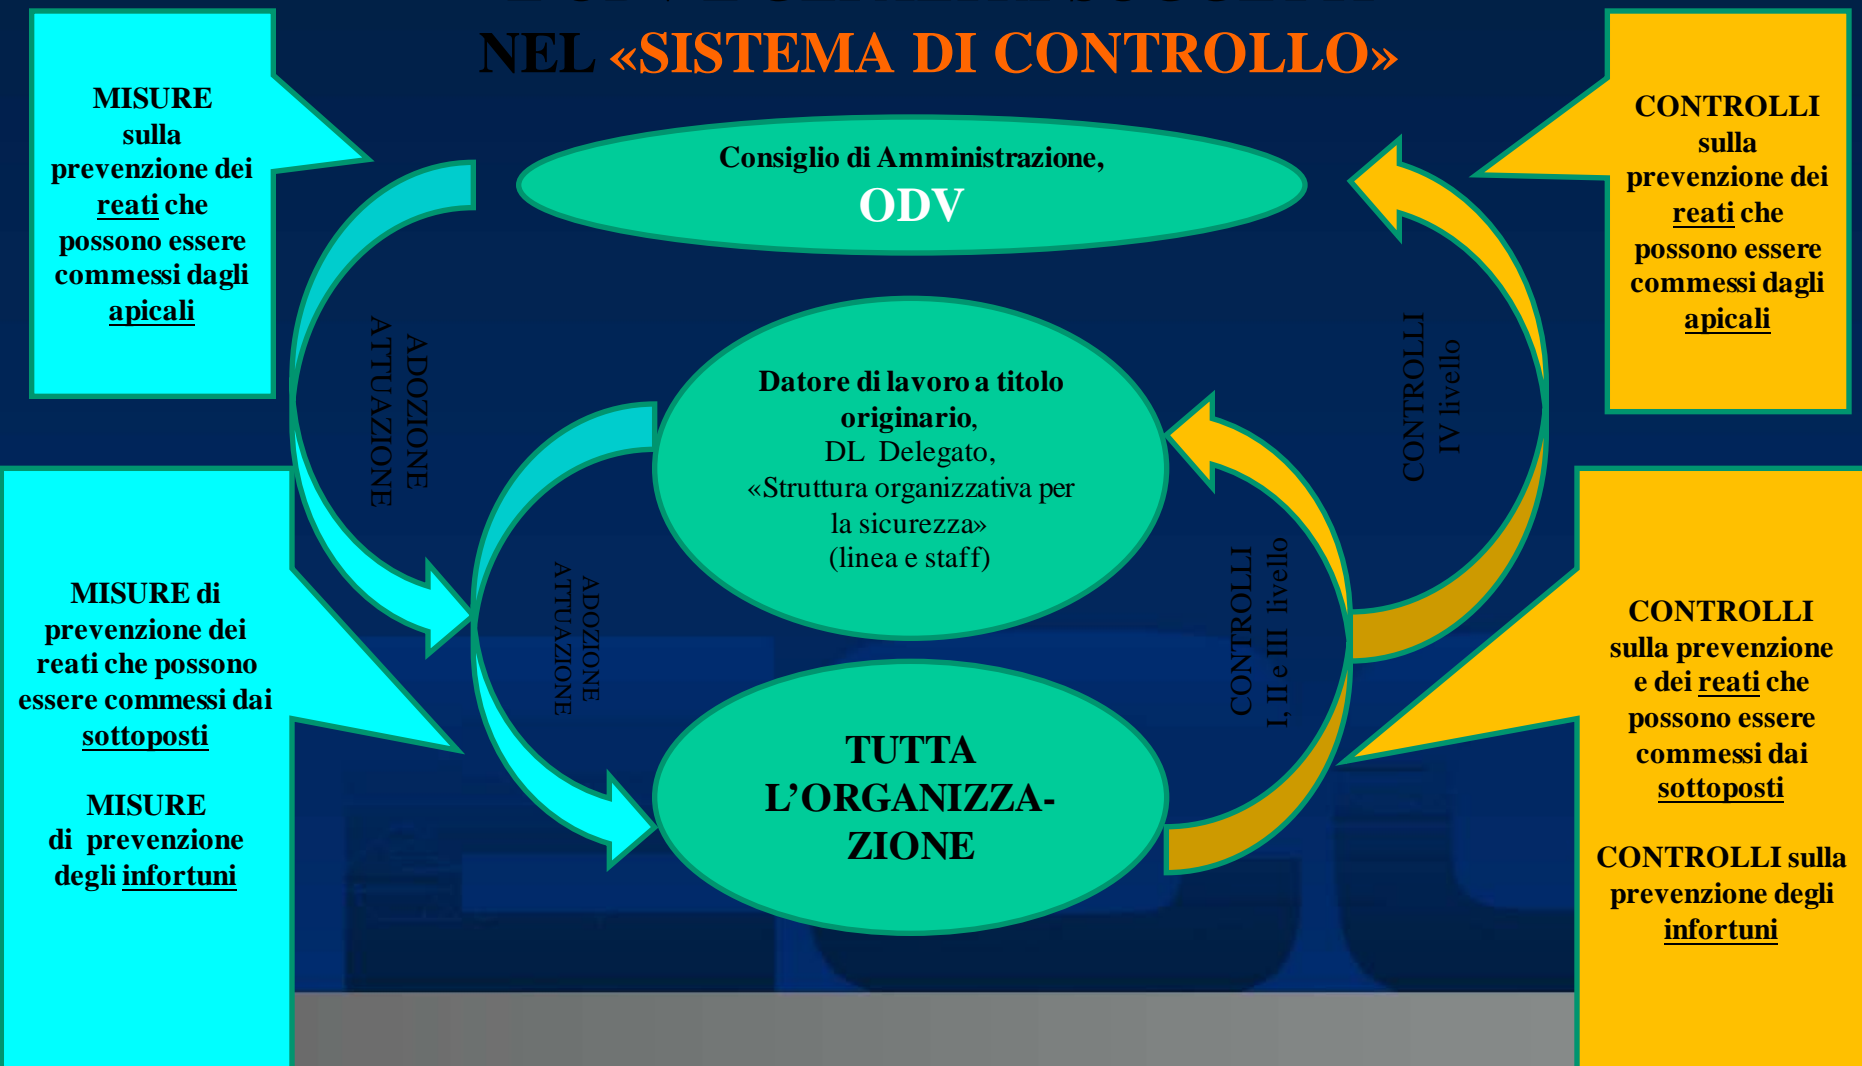 NEL «SISTEMA DI CONTROLLO»
MISURE
sulla
prevenzione dei
reati che
possono essere
commessi dagli
apicali
Consiglio di Amministrazione,
ODV
CONTROLLI
sulla
prevenzione dei
reati che
possono essere
commessi dagli
apicali
ADOZIONE
ATTUAZIONE
Datore di lavoro a titolo
originario,
DL Delegato,
«Struttura organizzativa per
la sicurezza»
(linea e staff)
CONTROLLI
IV livello
MISURE di
prevenzione dei
reati che possono
essere commessi dai
sottoposti
MISURE
di prevenzione
degli infortuni
ADOZIONE
ATTUAZIONE
TUTTA
L’ORGANIZZA-
ZIONE
CONTROLLI
I, II e III livello
CONTROLLI
sulla prevenzione
e dei reati che
possono essere
commessi dai
sottoposti
CONTROLLI sulla
prevenzione degli
infortuni